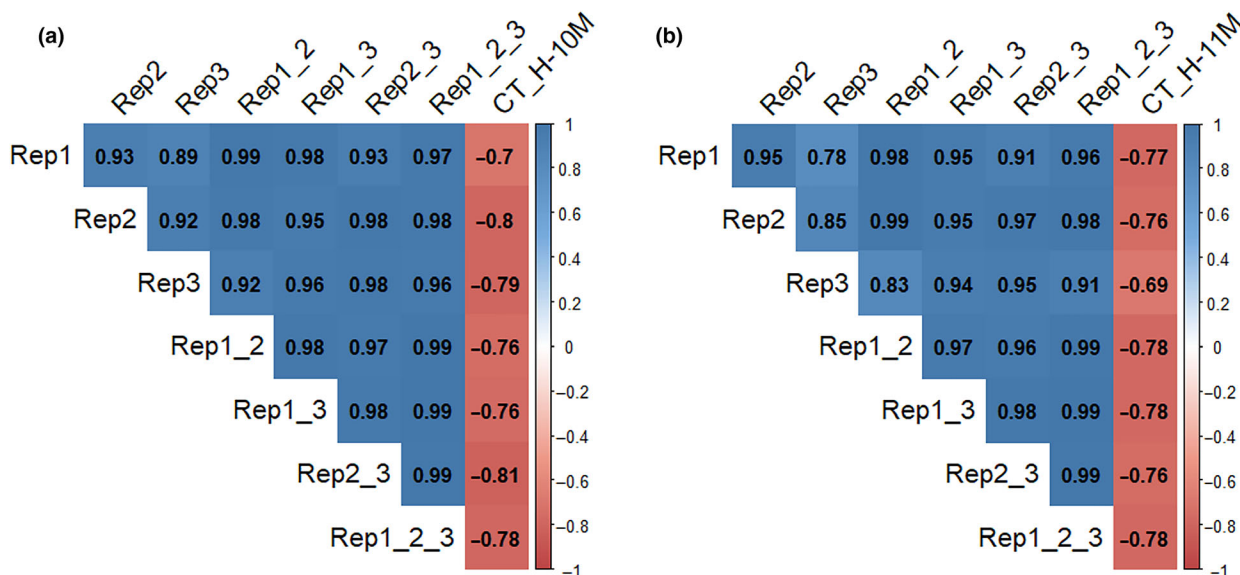 (a)
Rep2 Rep3 Rep1_2 Rep1_3 Rep2_3 Rep1_2_3 CT_H-10M
Rep1 0.93 0.89 0.99 0.98 0.93 0.97 −0.7
Rep2 0.92 0.98 0.95 0.98 0.98 −0.8
Rep3 0.92 0.96 0.98 0.96 −0.79
Rep1_2 0.98 0.97 0.99 −0.76
Rep1_3 0.98 0.99 −0.76
Rep2_3 0.99 −0.81
Rep1_2_3 −0.78
1
0.8
0.6
0.4
0.2
0
−0.2
−0.4
−0.6
−0.8
−1
(b)
Rep2 Rep3 Rep1_2 Rep1_3 Rep2_3 Rep1_2_3 CT_H-11M
Rep1 0.95 0.78 0.98 0.95 0.91 0.96 −0.77
Rep2 0.85 0.99 0.95 0.97 0.98 −0.76
Rep3 0.83 0.94 0.95 0.91 −0.69
Rep1_2 0.97 0.96 0.99 −0.78
Rep1_3 0.98 0.99 −0.78
Rep2_3 0.99 −0.76
Rep1_2_3 −0.78
1
0.8
0.6
0.4
0.2
0
−0.2
−0.4
−0.6
−0.8
−1